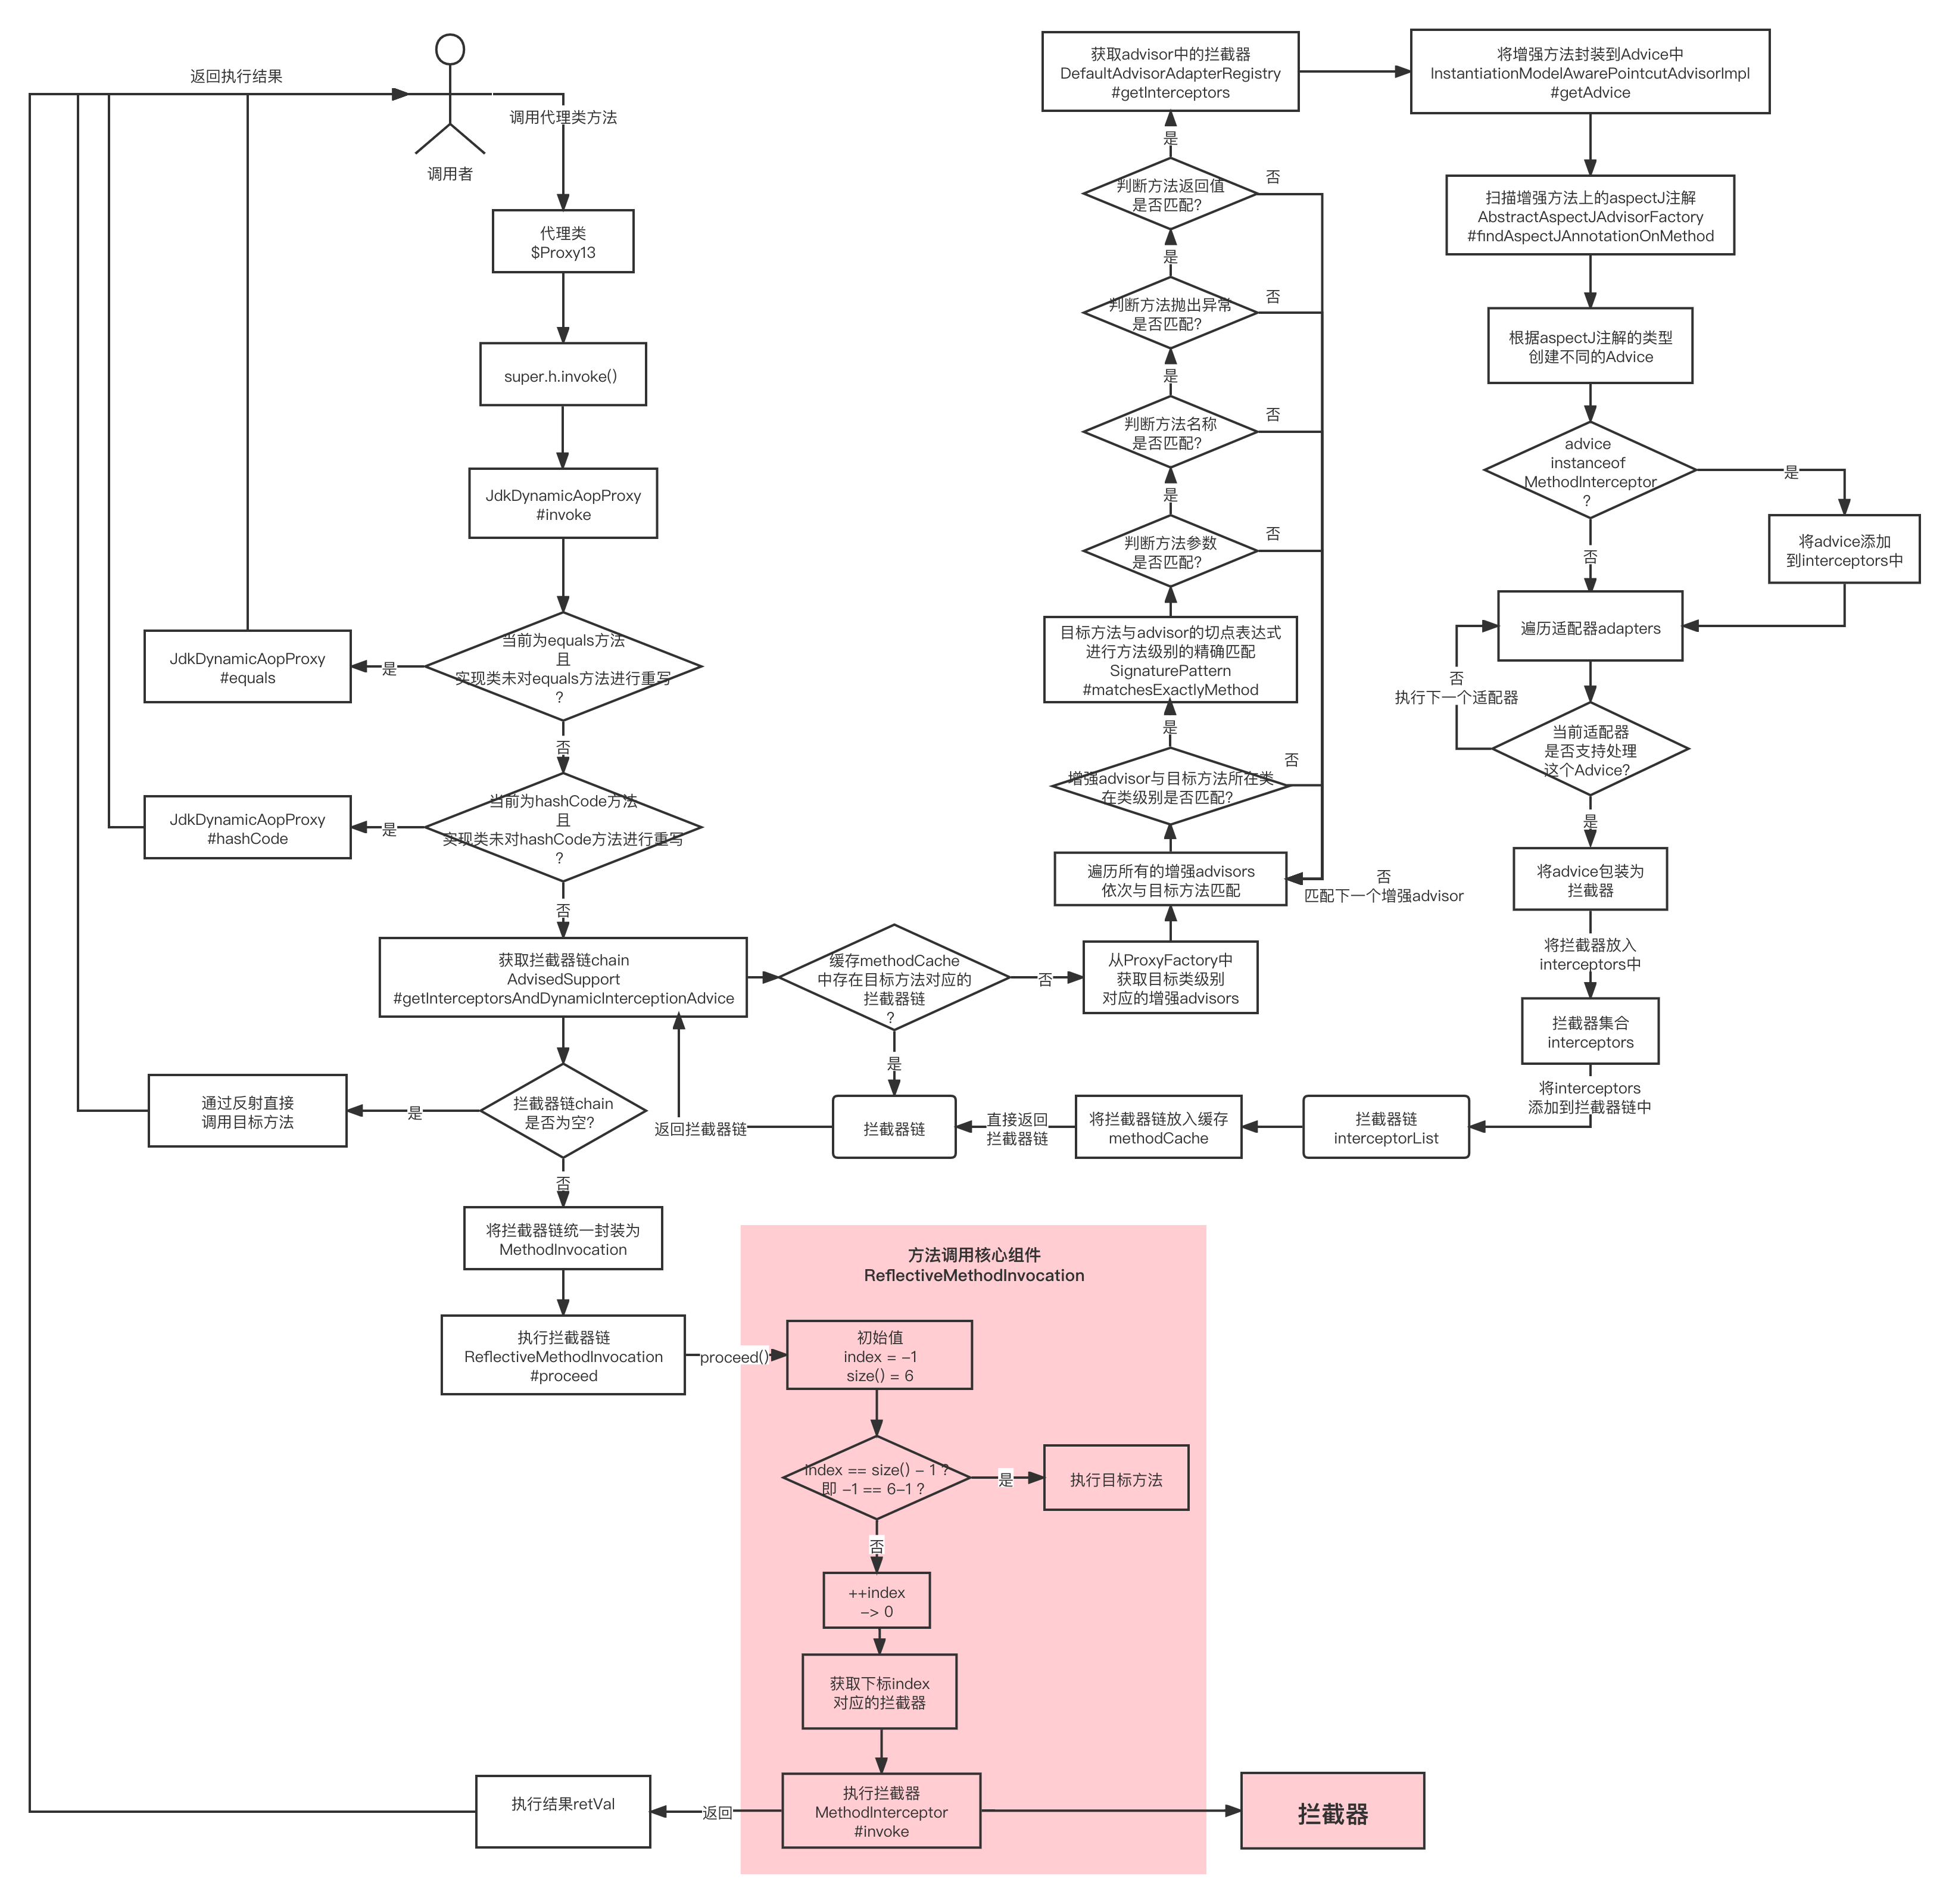 返回执行结果
调用者
调用代理类方法
代理类
$Proxy13
super.h.invoke()
JdkDynamicAopProxy
#invoke
当前为equals方法
且
实现类未对equals方法进行重写
?
是
JdkDynamicAopProxy
#equals
否
当前为hashCode方法
且
实现类未对hashCode方法进行重写
?
是
JdkDynamicAopProxy
#hashCode
否
获取拦截器链chain
AdvisedSupport
#getInterceptorsAndDynamicInterceptionAdvice
拦截器链chain
是否为空?
是
通过反射直接
调用目标方法
否
将拦截器链统一封装为
MethodInvocation
执行拦截器链
ReflectiveMethodInvocation
#proceed
proceed()
缓存methodCache
中存在目标方法对应的
拦截器链
?
否
是
从ProxyFactory中
获取目标类级别
对应的增强advisors
遍历所有的增强advisors
依次与目标方法匹配
否
匹配下一个增强advisor
增强advisor与目标方法所在类
在类级别是否匹配?
否
是
目标方法与advisor的切点表达式
进行方法级别的精确匹配
SignaturePattern
#matchesExactlyMethod
判断方法参数
是否匹配?
否
是
判断方法名称
是否匹配?
否
是
判断方法抛出异常
是否匹配?
否
是
判断方法返回值
是否匹配?
否
是
获取advisor中的拦截器
DefaultAdvisorAdapterRegistry
#getInterceptors
将增强方法封装到Advice中
InstantiationModelAwarePointcutAdvisorImpl
#getAdvice
扫描增强方法上的aspectJ注解
AbstractAspectJAdvisorFactory
#findAspectJAnnotationOnMethod
根据aspectJ注解的类型
创建不同的Advice
advice
instanceof
MethodInterceptor
?
是
将advice添加
到interceptors中
否
遍历适配器adapters
否
执行下一个适配器
当前适配器
是否支持处理
这个Advice?
是
将advice包装为
拦截器
将拦截器放入
interceptors中
拦截器集合
interceptors
将interceptors
添加到拦截器链中
拦截器链
interceptorList
将拦截器链放入缓存
methodCache
直接返回
拦截器链
拦截器链
返回拦截器链
方法调用核心组件
ReflectiveMethodInvocation
初始值
index = -1
size() = 6
index == size() - 1 ?
即 -1 == 6-1 ?
是
执行目标方法
否
++index
-> 0
获取下标index
对应的拦截器
执行拦截器
MethodInterceptor
#invoke
返回
执行结果retVal
拦截器